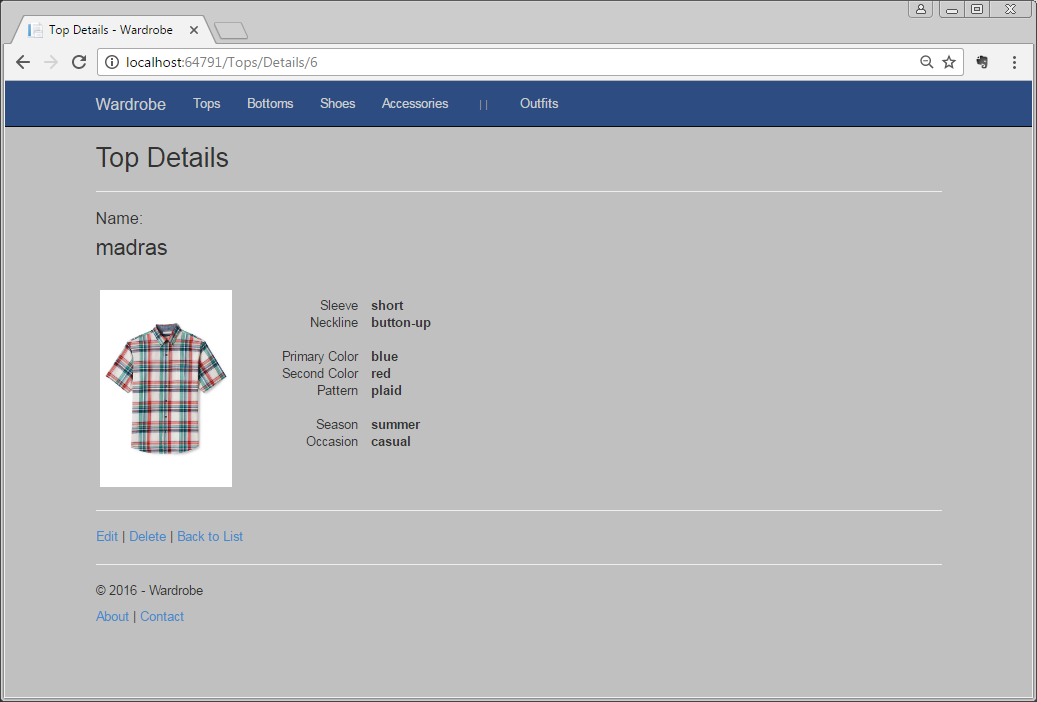 Top Details - Wardrobe
localhost:64791/Tops/Details/6
Wardrobe Tops Bottoms Shoes Accessories || Outfits
Top Details
Name:
madras
Sleeve short
Neckline button-up
Primary Color blue
Second Color red
Pattern plaid
Season summer
Occasion casual
Edit | Delete | Back to List
© 2016 - Wardrobe
About | Contact